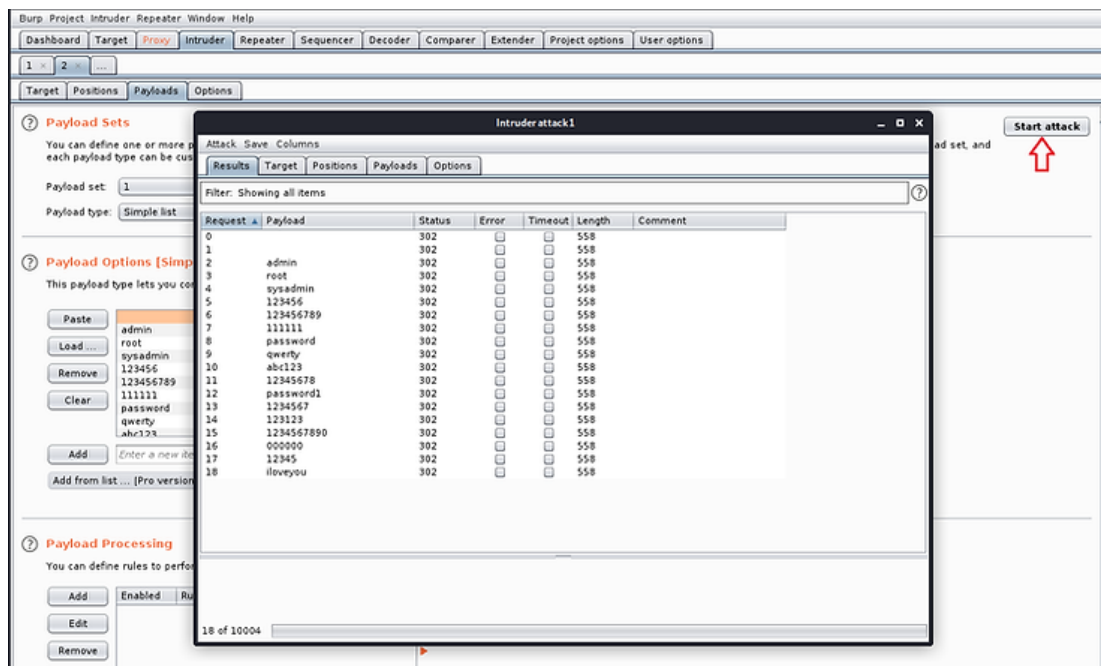 Burp Project Intruder Repeater Window Help
Dashboard Target Proxy Intruder Repeater Sequencer Decoder Comparer Extender Project options User options
1 × 2 × ...
Target Positions Payloads Options
Payload Sets
Start attack
You can define one or more p
ad set, and
each payload type can be cus
Payload set: 1
Payload type: Simple list
Payload Options [Simp
This payload type lets you co
Paste
Load ...
Remove
Clear
admin
root
sysadmin
123456
123456789
111111
password
qwerty
abc123
Add Enter a new ite
Add from list ... [Pro version
Payload Processing
You can define rules to perfo
Add Enabled Ru
Edit
Remove
Intruder attack1
Attack Save Columns
Results Target Positions Payloads Options
Filter: Showing all items
Request Payload Status Error Timeout Length Comment
0 302 558
1 302 558
2 admin 302 558
3 root 302 558
4 sysadmin 302 558
5 123456 302 558
6 123456789 302 558
7 111111 302 558
8 password 302 558
9 qwerty 302 558
10 abc123 302 558
11 12345678 302 558
12 password1 302 558
13 1234567 302 558
14 123123 302 558
15 1234567890 302 558
16 000000 302 558
17 12345 302 558
18 iloveyou 302 558
18 of 10004